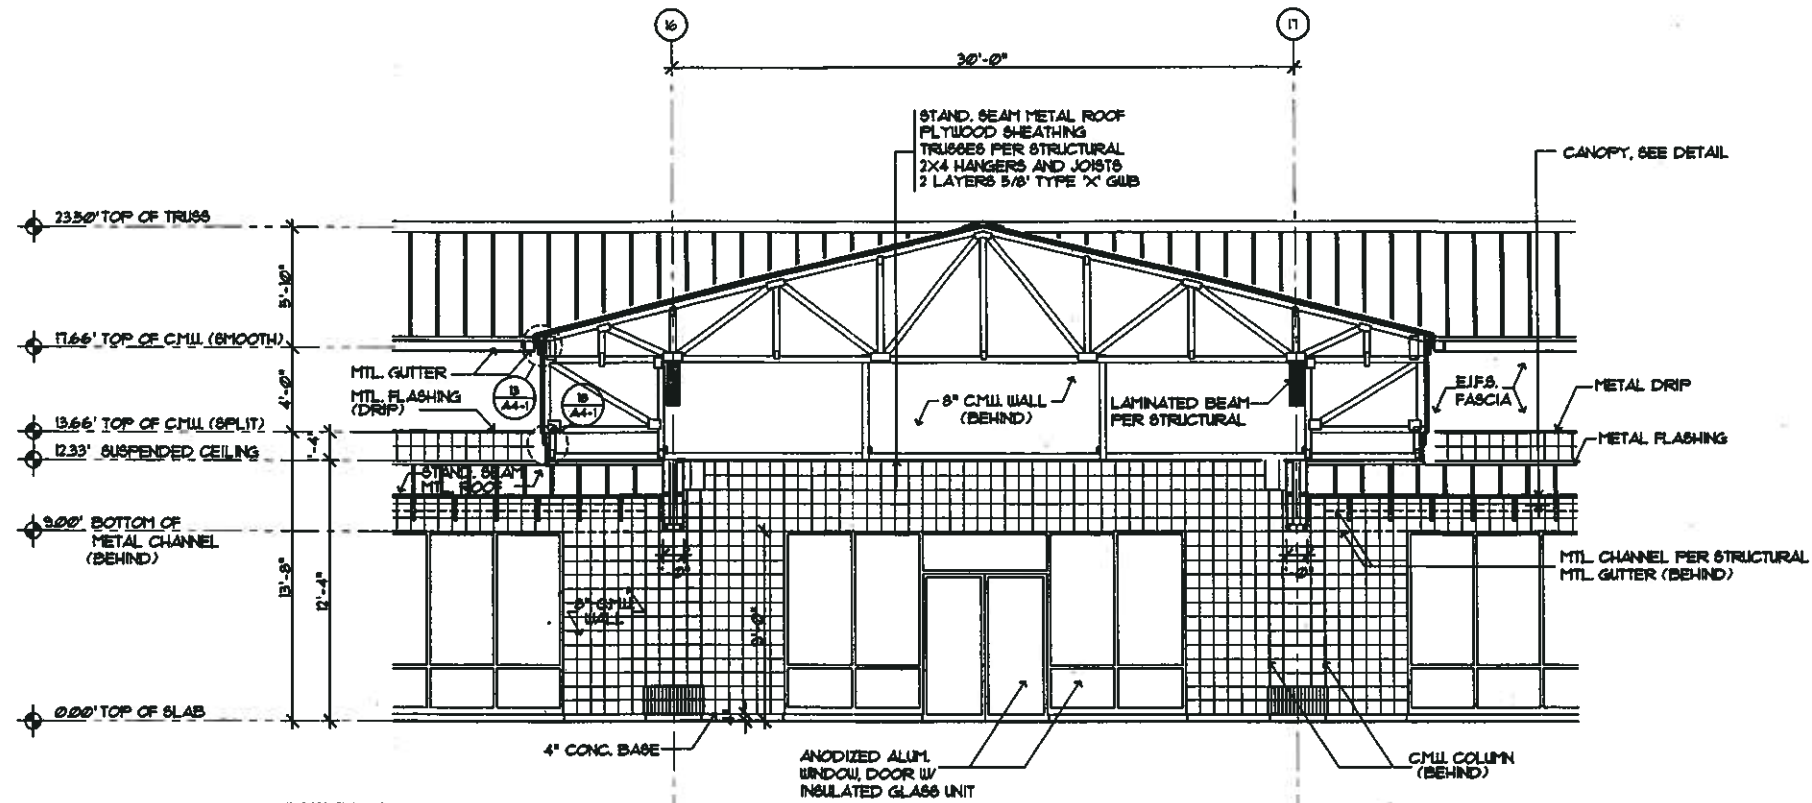 16
17
30'-0"
STAND. SEAM METAL ROOF
PLYWOOD SHEATHING
TRUSSES PER STRUCTURAL
2X4 HANGERS AND JOISTS
2 LAYERS 5/8' TYPE 'X' GWB
CANOPY, SEE DETAIL
23.50' TOP OF TRUSS
5'-10"
17.66' TOP OF C.M.U. (SMOOTH)
MTL. GUTTER
MTL. FLASHING
(DRIP)
4'-0"
A4-1
18
A4-1
8" C.M.U. WALL
(BEHIND)
LAMINATED BEAM
PER STRUCTURAL
E.I.F.S.
FASCIA
METAL DRIP
METAL FLASHING
13.66' TOP OF C.M.U. (SPLIT)
12.33' SUSPENDED CEILING
1'-4"
STAND. SEAM
MTL. ROOF
9.00' BOTTOM OF
METAL CHANNEL
(BEHIND)
13'-8"
12'-4"
8" C.M.U.
WALL
9'-0"
4"
MTL. CHANNEL PER STRUCTURAL
MTL. GUTTER (BEHIND)
0.00' TOP OF SLAB
4" CONC. BASE
ANODIZED ALUM.
WINDOW, DOOR W/
INSULATED GLASS UNIT
C.M.U. COLUMN
(BEHIND)